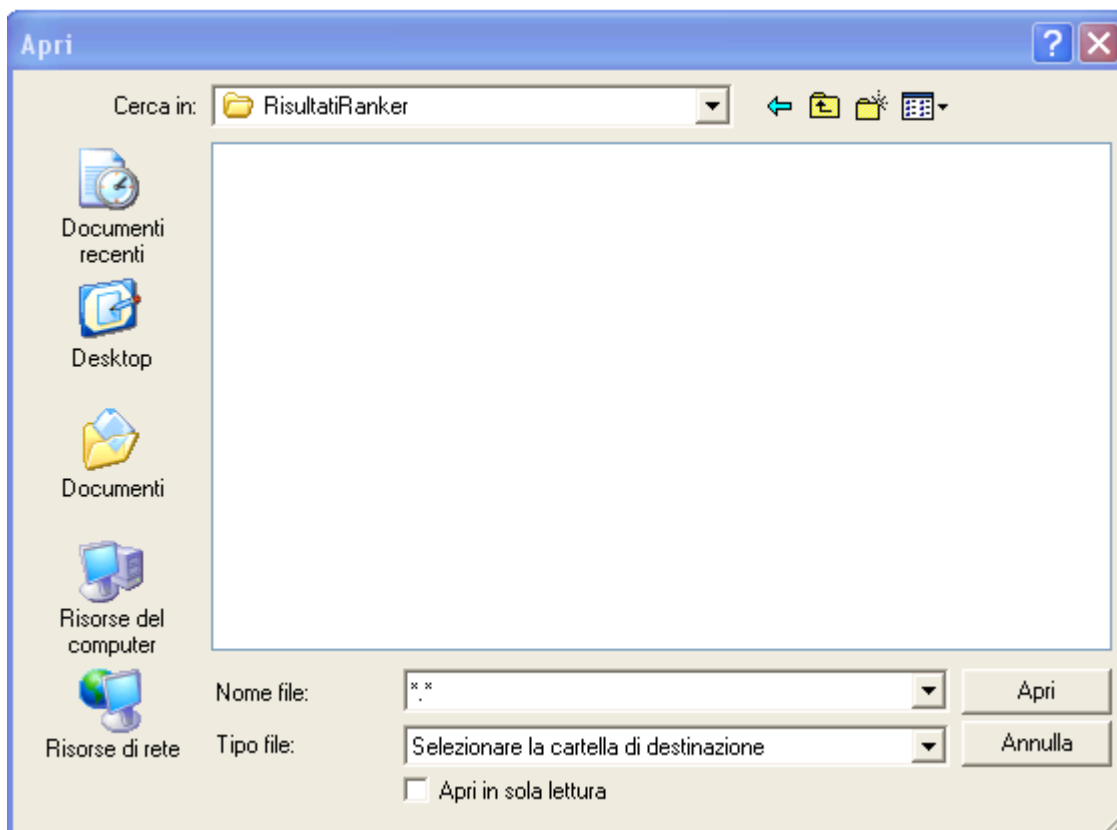 Apri
Cerca in:
RisultatiRanker
Documenti
recenti
Desktop
Documenti
Risorse del
computer
Risorse di rete
Nome file:
*.*
Apri
Tipo file:
Selezionare la cartella di destinazione
Annulla
Apri in sola lettura